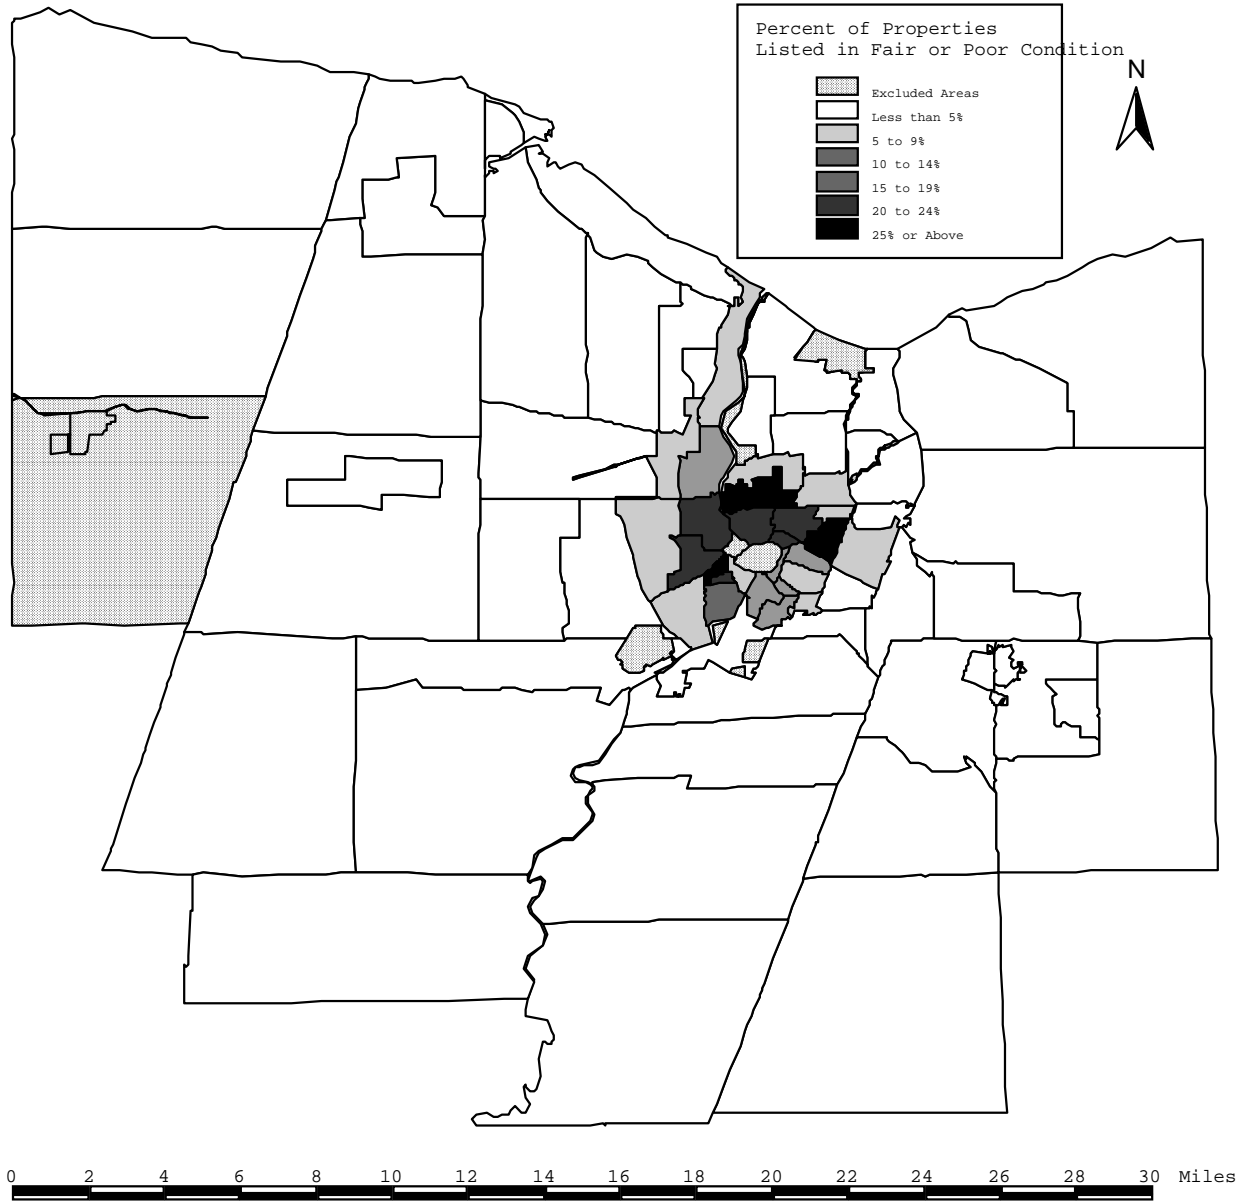 Percent of Properties
Listed in Fair or Poor Condition
N
Excluded Areas
Less than 5%
5 to 9%
10 to 14%
15 to 19%
20 to 24%
25% or Above
0 2 4 6 8 10 12 14 16 18 20 22 24 26 28 30 Miles